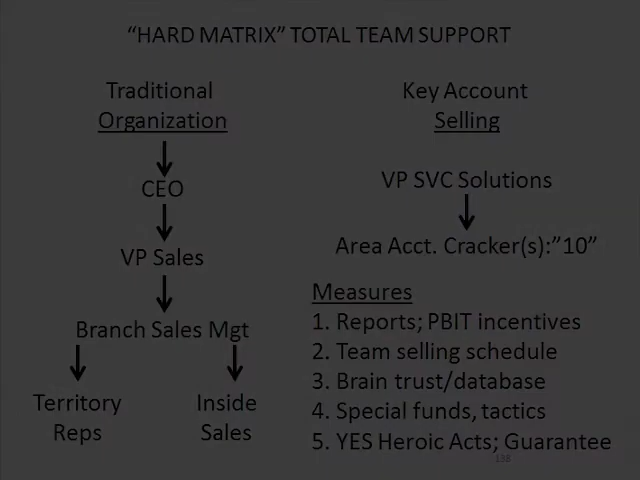 “HARD MATRIX” TOTAL TEAM SUPPORT
Traditional
Organization
CEO
VP Sales
Branch Sales Mgt
Territory
Reps
Inside
Sales
Key Account
Selling
VP SVC Solutions
Area Acct. Cracker(s):”10”
Measures
1. Reports; PBIT incentives
2. Team selling schedule
3. Brain trust/database
4. Special funds, tactics
5. YES Heroic Acts; Guarantee
138